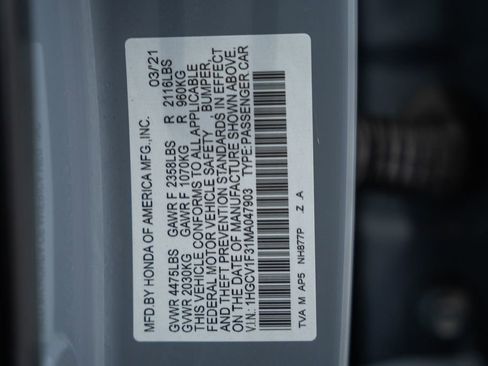 MFD.BY HONDA OF AMERICA MFG.,INC. 03/'21
GVWR 4475LBS GAWR F 2358LBS R 2116LBS
GVWR 2030KG GAWR F 1070KG R 960KG
THIS VEHICLE CONFORMS TO ALL APPLICABLE
FEDERAL MOTOR VEHICLE SAFETY , BUMPER,
AND THEFT PREVENTION STANDARDS IN EFFECT
ON THE DATE OF MANUFACTURE SHOWN ABOVE.
V.I.N.: 1HGCV1F31MA047903 TYPE:PASSENGER CAR
TVA M AP5 NH877P Z A